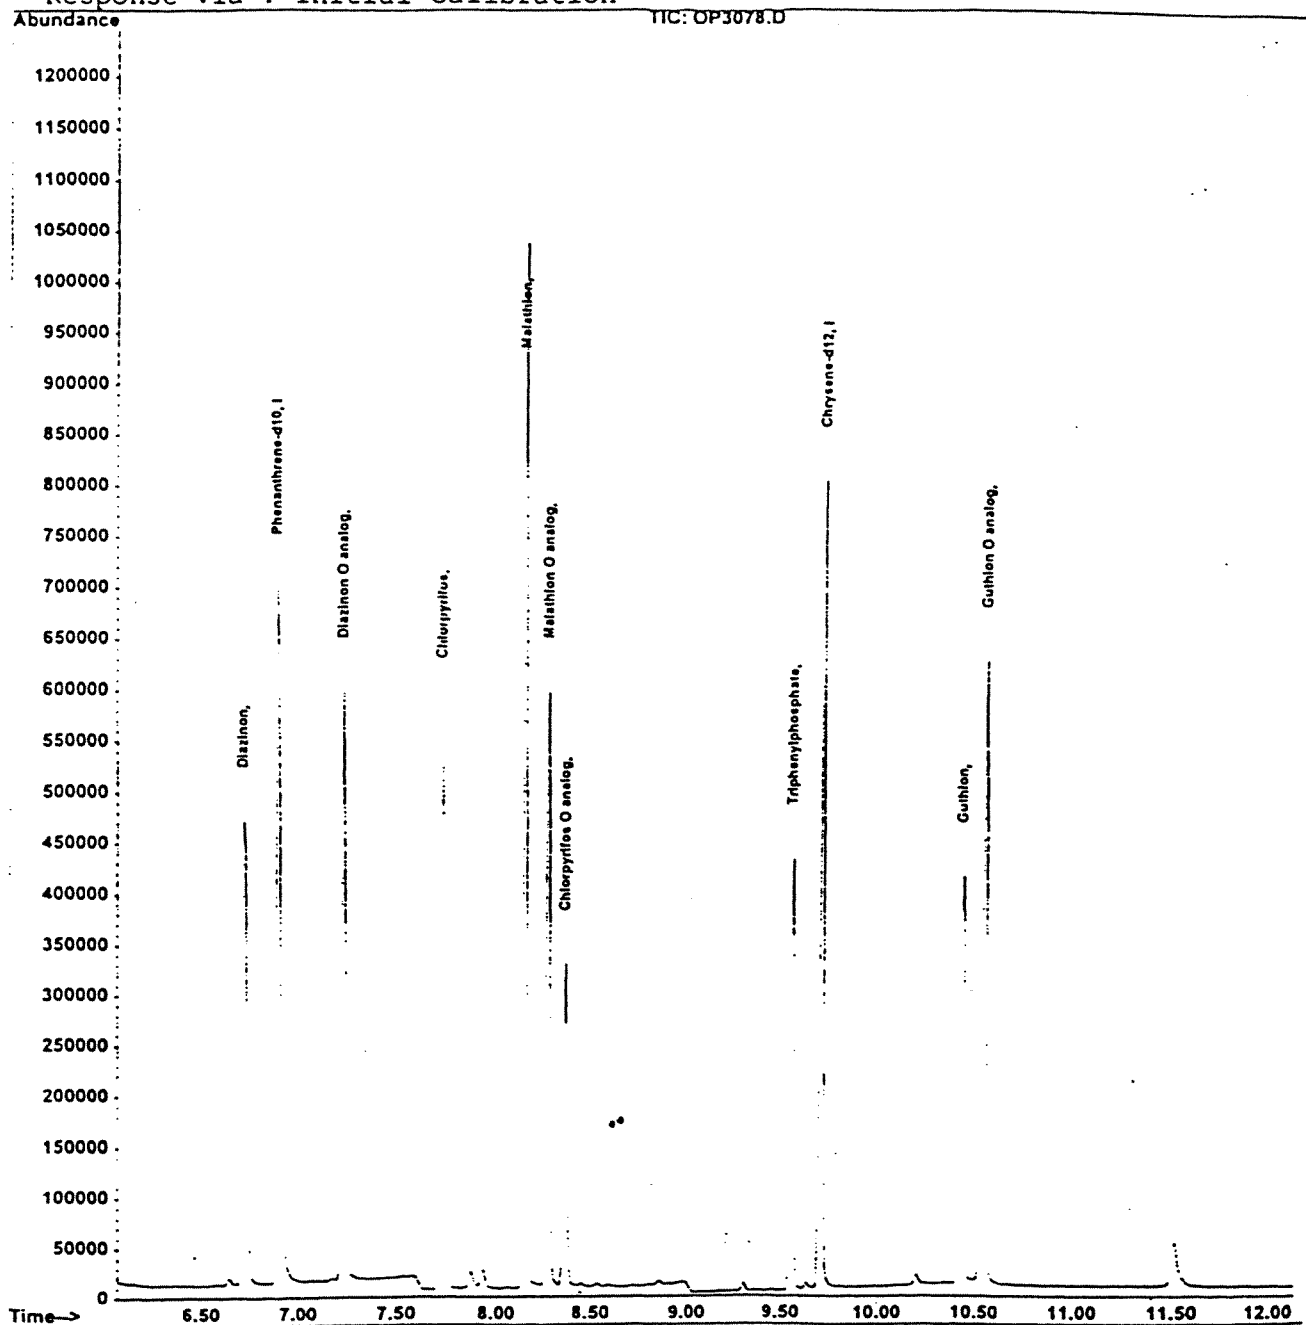 Response via : Initial Calibration
Abundance
TIC: OP3078.D
1200000
1150000
1100000
1050000
1000000
950000
900000
850000
800000
750000
700000
650000
600000
550000
500000
450000
400000
350000
300000
250000
200000
150000
100000
50000
0
Diazinon,
Phenanthrene-d10, I
Diazinon O analog,
Chlorpyrifos,
Malathion,
Malathion O analog,
Chlorpyrifos O analog,
Triphenylphosphate,
Chrysene-d12, I
Guthion,
Guthion O analog,
Time--> 6.50 7.00 7.50 8.00 8.50 9.00 9.50 10.00 10.50 11.00 11.50 12.00